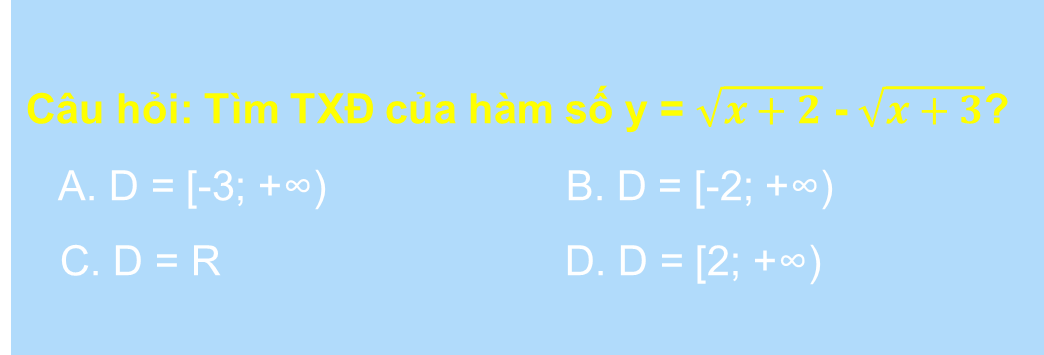 Câu hỏi: Tìm TXĐ của hàm số y = √(x + 2) - √(x + 3)?
A. D = [-3; +∞) B. D = [-2; +∞)
C. D = R D. D = [2; +∞)